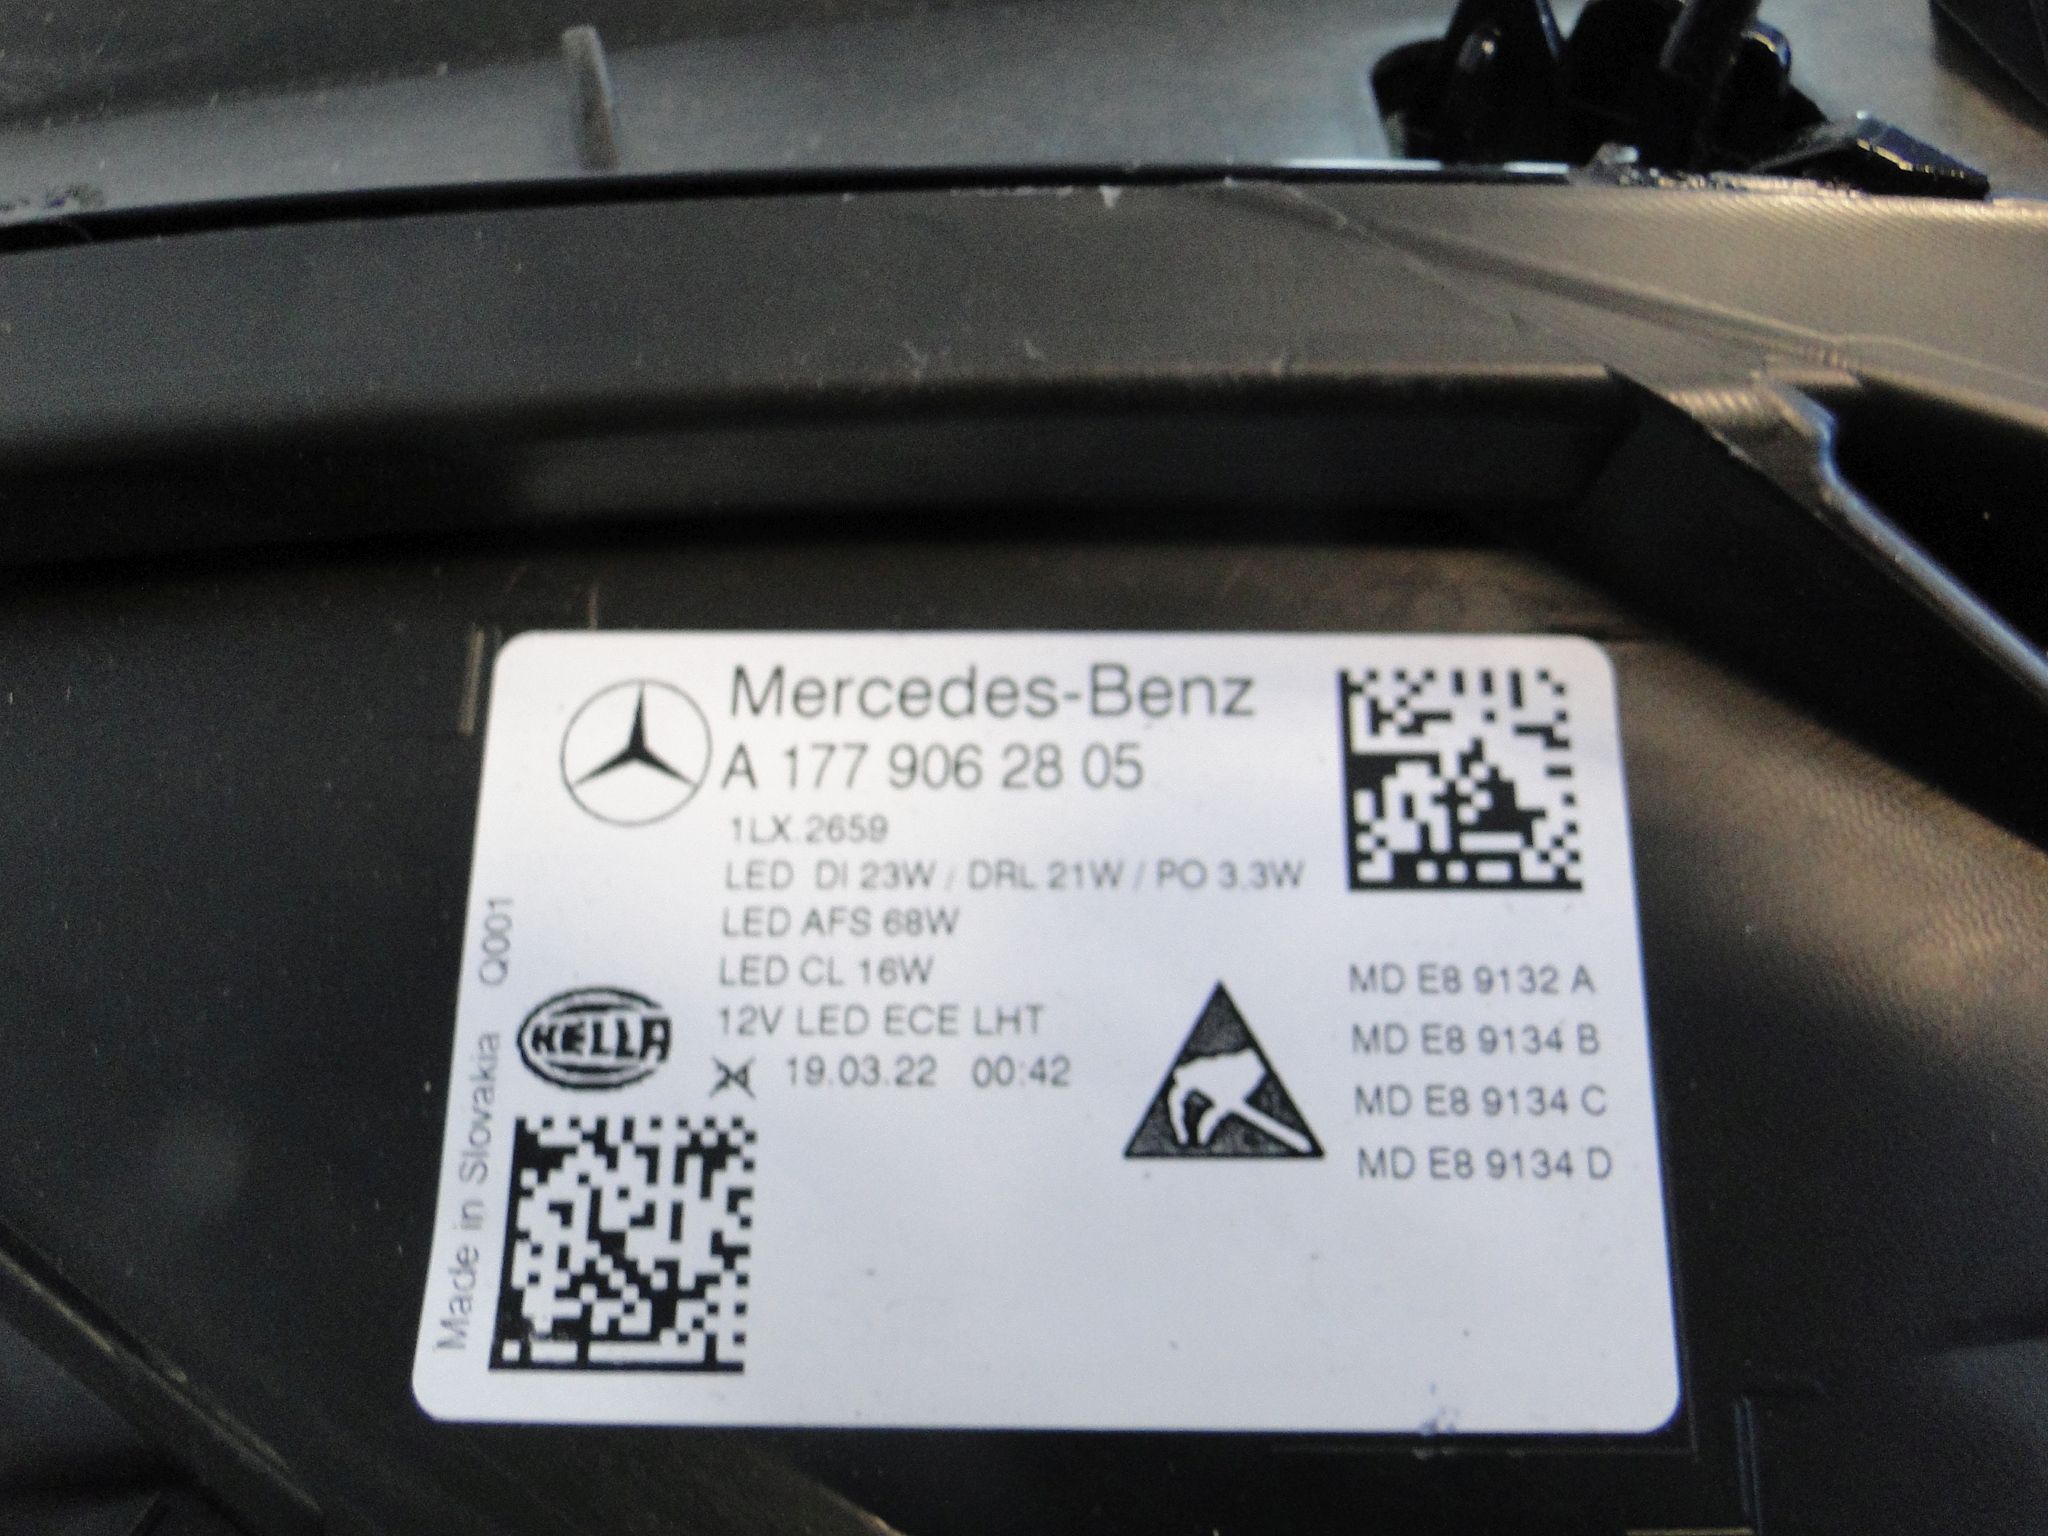 Mercedes-Benz
A 177 906 28 05
1LX.2659
LED DI 23W / DRL 21W / PO 3.3W
LED AFS 68W
LED CL 16W
12V LED ECE LHT
24 19.03.22 00:42
HELLA
Made in Slovakia Q001
MD E8 9132 A
MD E8 9134 B
MD E8 9134 C
MD E8 9134 D